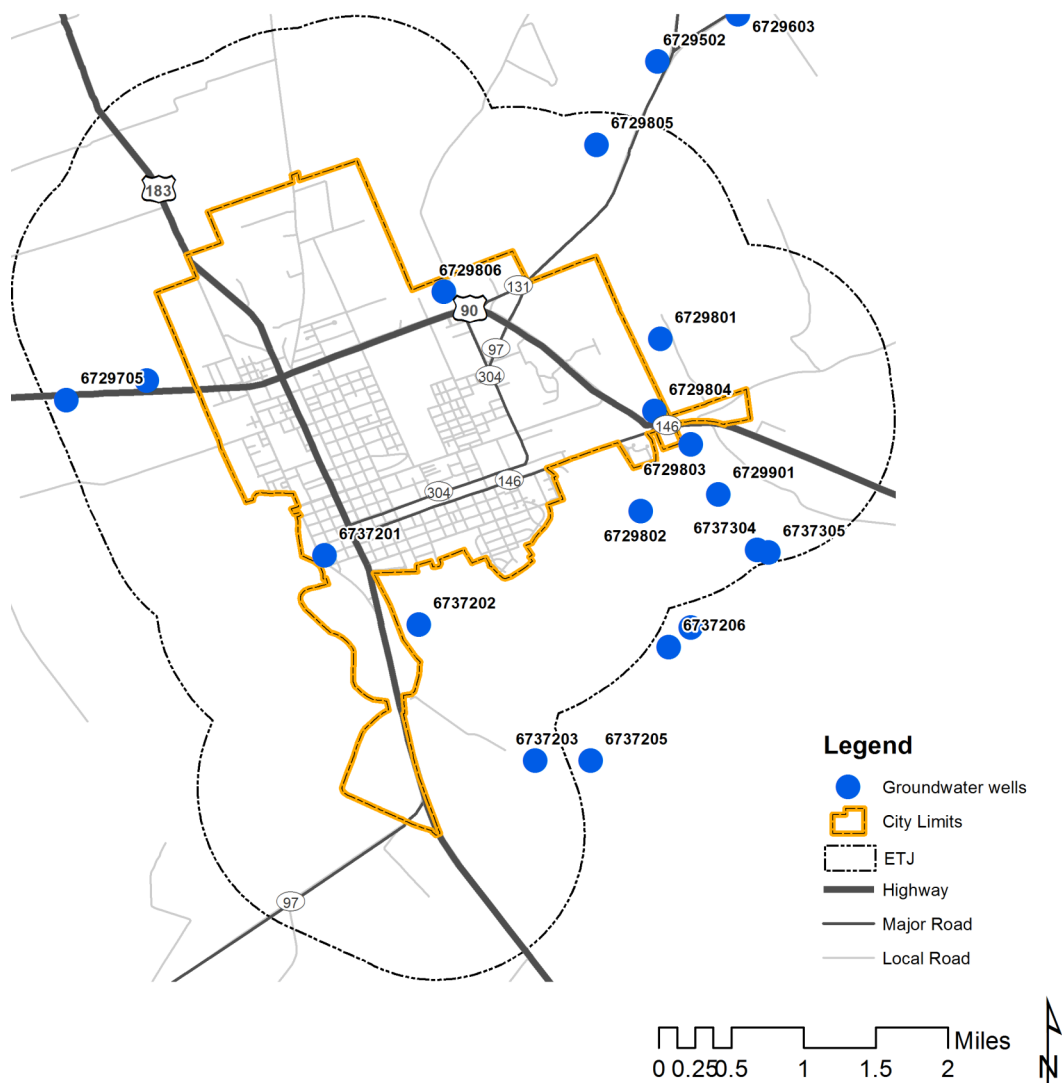 6729603
6729502
6729805
183
6729806
131
90
6729801
97
304
6729705
6729804
146
6729803
6729901
304
146
6729802
6737304
6737305
6737201
6737202
6737206
6737203
6737205
Legend
Groundwater wells
City Limits
ETJ
Highway
Major Road
Local Road
97
Miles
0 0.25 0.5 1 1.5 2
N